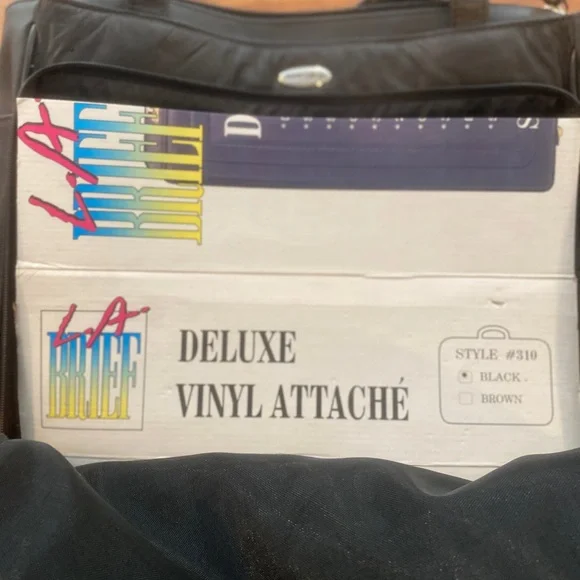 L.A.
BRIEF
D
S
L.A.
BRIEF
DELUXE
VINYL ATTACHÉ
STYLE #310
BLACK
BROWN